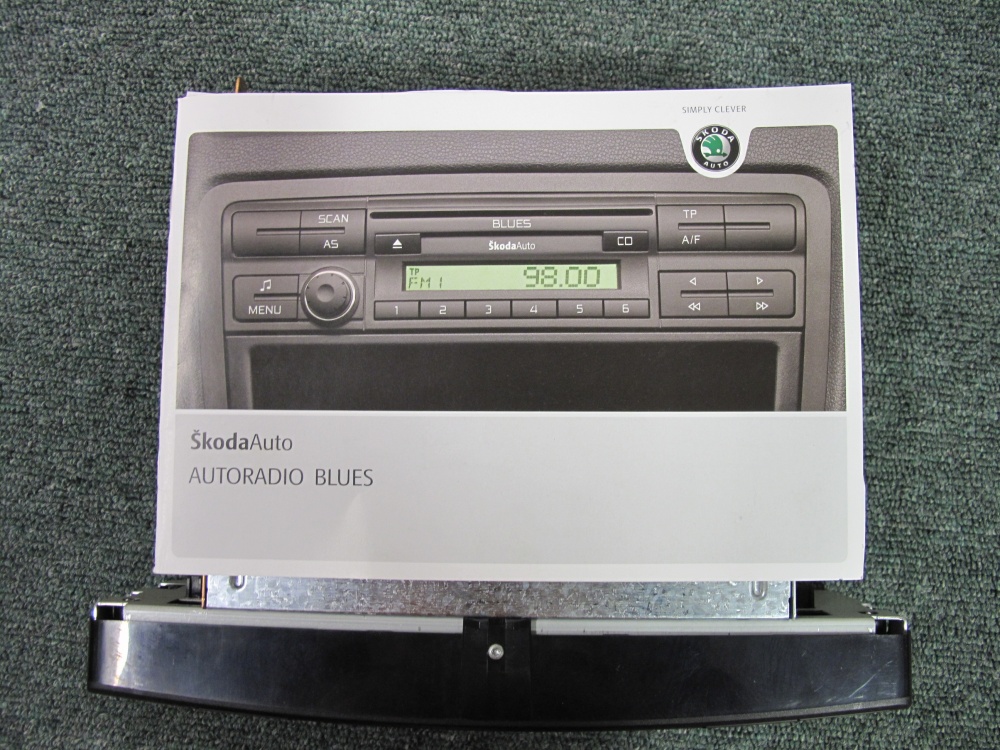 SIMPLY CLEVER
ŠKODA
AUTO
SCAN
AS
BLUES
ŠkodaAuto
CD
TP
A/F
MENU
TP
FM1 98.00
1 2 3 4 5 6
ŠkodaAuto
AUTORADIO BLUES